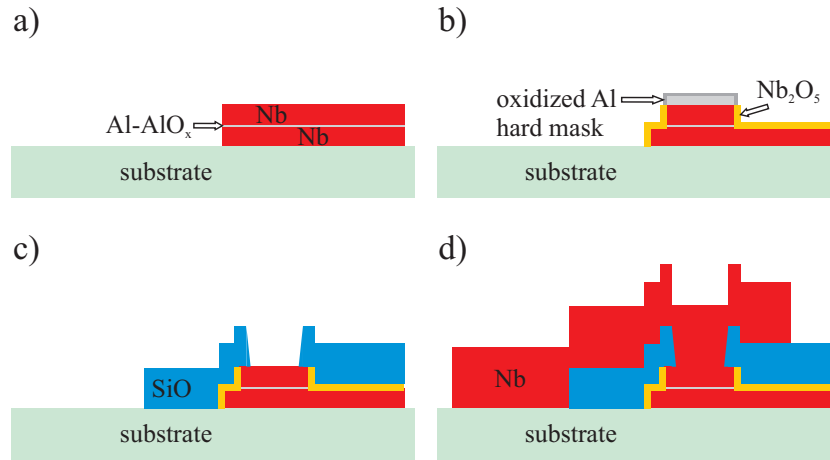 a)
Nb
Al-AlOₓ
Nb
substrate
b)
oxidized Al
hard mask
Nb₂O₅
substrate
c)
SiO
substrate
d)
Nb
substrate